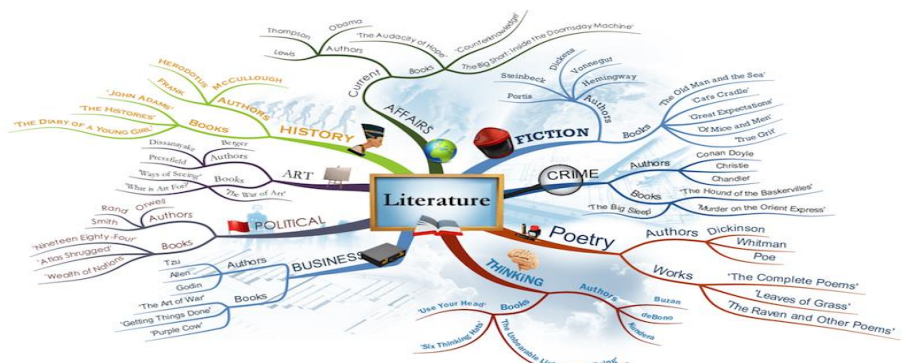 Literature
Current
AFFAIRS
Authors
Thompson
Obama
Lewis
Books
'The Audacity of Hope'
'Counterknowledge'
'The Big Short: Inside the Doomsday Machine'
FICTION
Authors
Steinbeck
Dickens
Vonnegur
Hemingway
Portis
Books
'The Old Man and the Sea'
'Cats Cradle'
'Great Expectations'
'Of Mice and Men'
'True Grit'
CRIME
Authors
Conan Doyle
Christie
Chandler
Books
'The Hound of the Baskervilles'
'The Big Sleep'
'Murder on the Orient Express'
Poetry
Authors
Dickinson
Whitman
Poe
Works
'The Complete Poems'
'Leaves of Grass'
'The Raven and Other Poems'
THINKING
Authors
Buzan
deBono
Kundera
Books
'Use Your Head'
'Six Thinking Hats'
'The Unbearable
BUSINESS
Authors
Tzu
Allen
Godin
Books
'The Art of War'
'Getting Things Done'
'Purple Cow'
POLITICAL
Authors
Rand
Orwell
Smith
Books
'Nineteen Eighty-Four'
'Atlas Shrugged'
'Wealth of Nations'
ART
Authors
Dissanayake
Berger
Pressfield
Books
'Ways of Seeing'
'What is Art For?'
'The War of Art'
HISTORY
AUTHORS
HERODOTUS
McCULLOUGH
FRANK
BOOKS
'JOHN ADAMS'
'THE HISTORIES'
'THE DIARY OF A YOUNG GIRL'